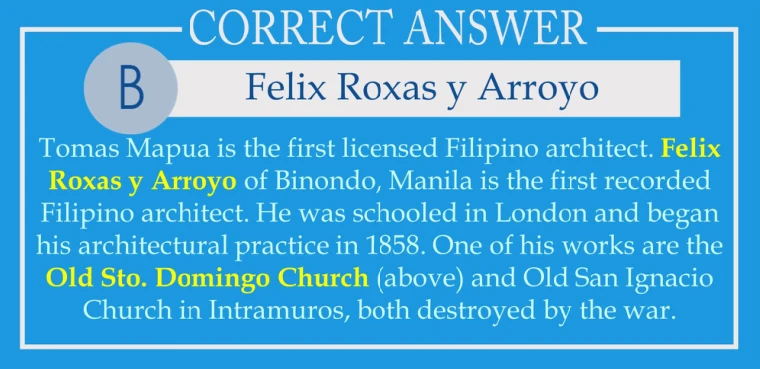 CORRECT ANSWER
B
Felix Roxas y Arroyo
Tomas Mapua is the first licensed Filipino architect. Felix
Roxas y Arroyo of Binondo, Manila is the first recorded
Filipino architect. He was schooled in London and began
his architectural practice in 1858. One of his works are the
Old Sto. Domingo Church (above) and Old San Ignacio
Church in Intramuros, both destroyed by the war.